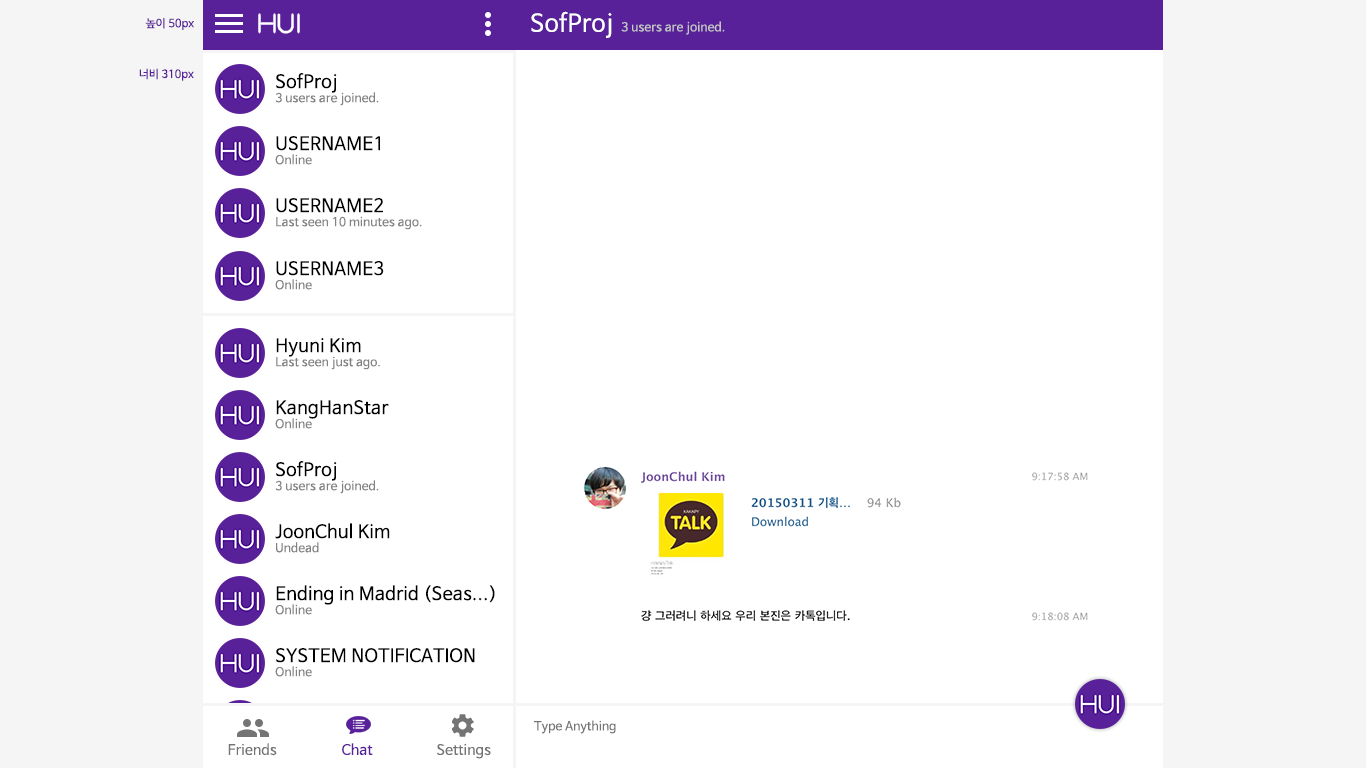 높이 50px
너비 310px
HUI
SofProj 3 users are joined.
HUI
SofProj
3 users are joined.
HUI
USERNAME1
Online
HUI
USERNAME2
Last seen 10 minutes ago.
HUI
USERNAME3
Online
HUI
Hyuni Kim
Last seen just ago.
HUI
KangHanStar
Online
HUI
SofProj
3 users are joined.
HUI
JoonChul Kim
Undead
HUI
Ending in Madrid (Seas...)
Online
HUI
SYSTEM NOTIFICATION
Online
Friends
Chat
Settings
JoonChul Kim 9:17:58 AM
TALK
20150311 기획... 94 Kb
Download
걍 그러려니 하세요 우리 본진은 카톡입니다. 9:18:08 AM
HUI
Type Anything